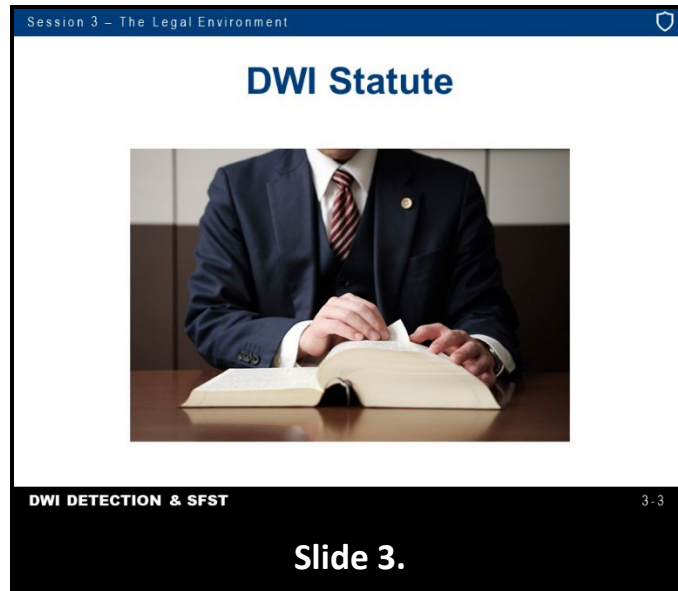 Session 3 – The Legal Environment
DWI Statute
DWI DETECTION & SFST
3-3
Slide 3.